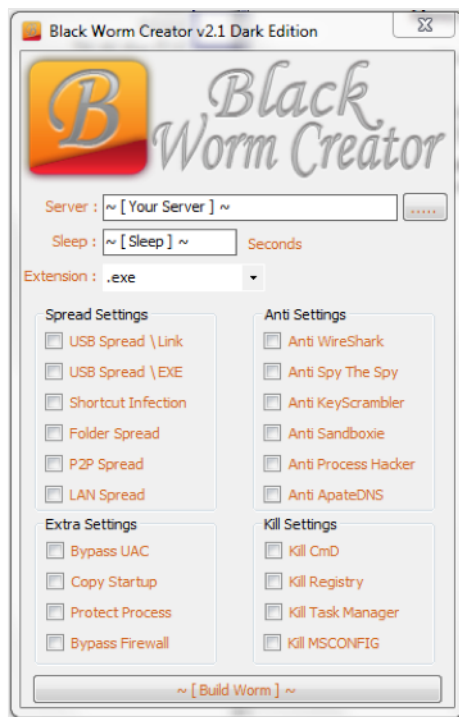 Black Worm Creator v2.1 Dark Edition
B
Black
Worm Creator
Server : ~ [ Your Server ] ~ .....
Sleep : ~ [ Sleep ] ~ Seconds
Extension : .exe
Spread Settings
USB Spread \Link
USB Spread \EXE
Shortcut Infection
Folder Spread
P2P Spread
LAN Spread
Anti Settings
Anti WireShark
Anti Spy The Spy
Anti KeyScrambler
Anti Sandboxie
Anti Process Hacker
Anti ApateDNS
Extra Settings
Bypass UAC
Copy Startup
Protect Process
Bypass Firewall
Kill Settings
Kill CmD
Kill Registry
Kill Task Manager
Kill MSCONFIG
~ [ Build Worm ] ~